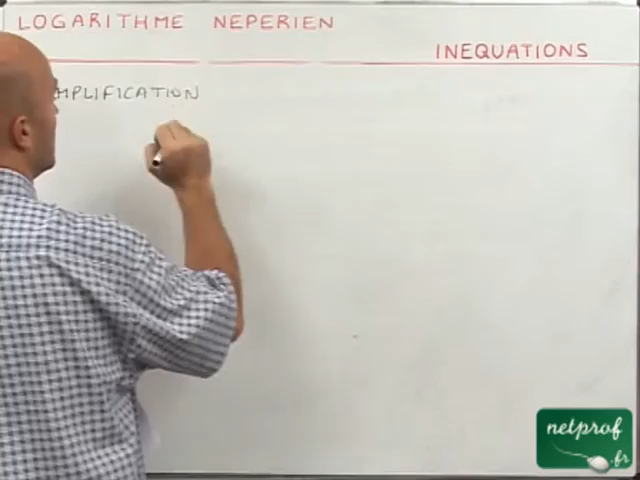 LOGARITHME NEPERIEN
INEQUATIONS
MPLIFICATION
netprof
.fr